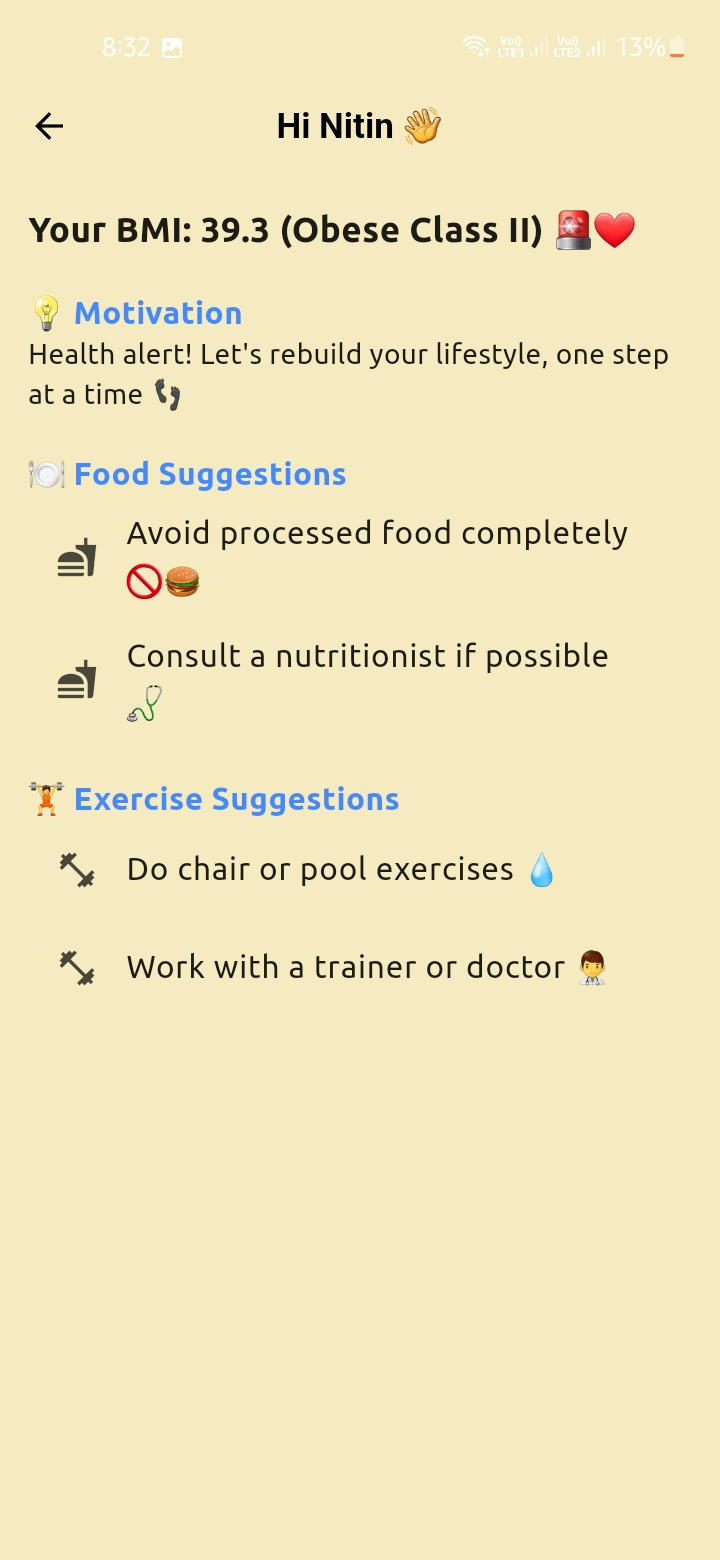 8:32 Vo)) LTE1 Vo)) LTE2 13%
Hi Nitin 👋
Your BMI: 39.3 (Obese Class II) 🚨❤️
💡 Motivation
Health alert! Let's rebuild your lifestyle, one step
at a time 👣
🍽️ Food Suggestions
Avoid processed food completely
🚫🍔
Consult a nutritionist if possible
🩺
🏋️ Exercise Suggestions
Do chair or pool exercises 💧
Work with a trainer or doctor 👨‍⚕️